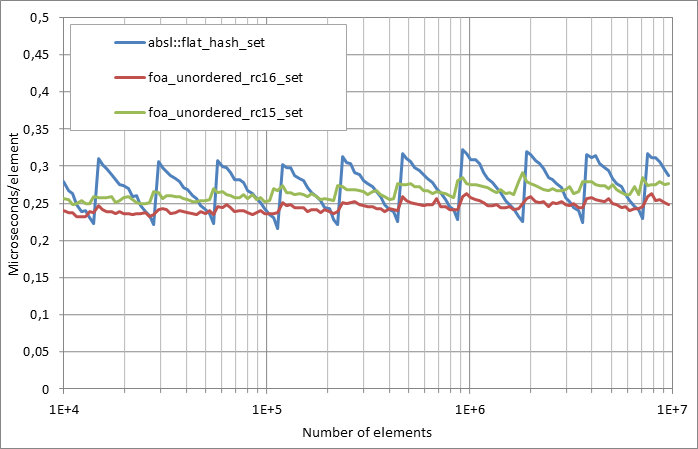 0,5
0,45
0,4
0,35
0,3
0,25
0,2
0,15
0,1
0,05
0
absl::flat_hash_set
foa_unordered_rc16_set
foa_unordered_rc15_set
Microseconds/element
1E+4 1E+5 1E+6 1E+7
Number of elements